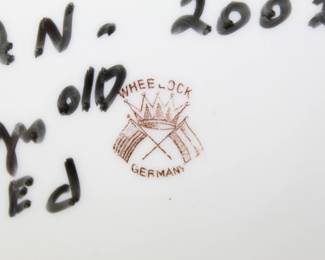 N. 2002
old
WHEELOCK
GERMANY
Ed